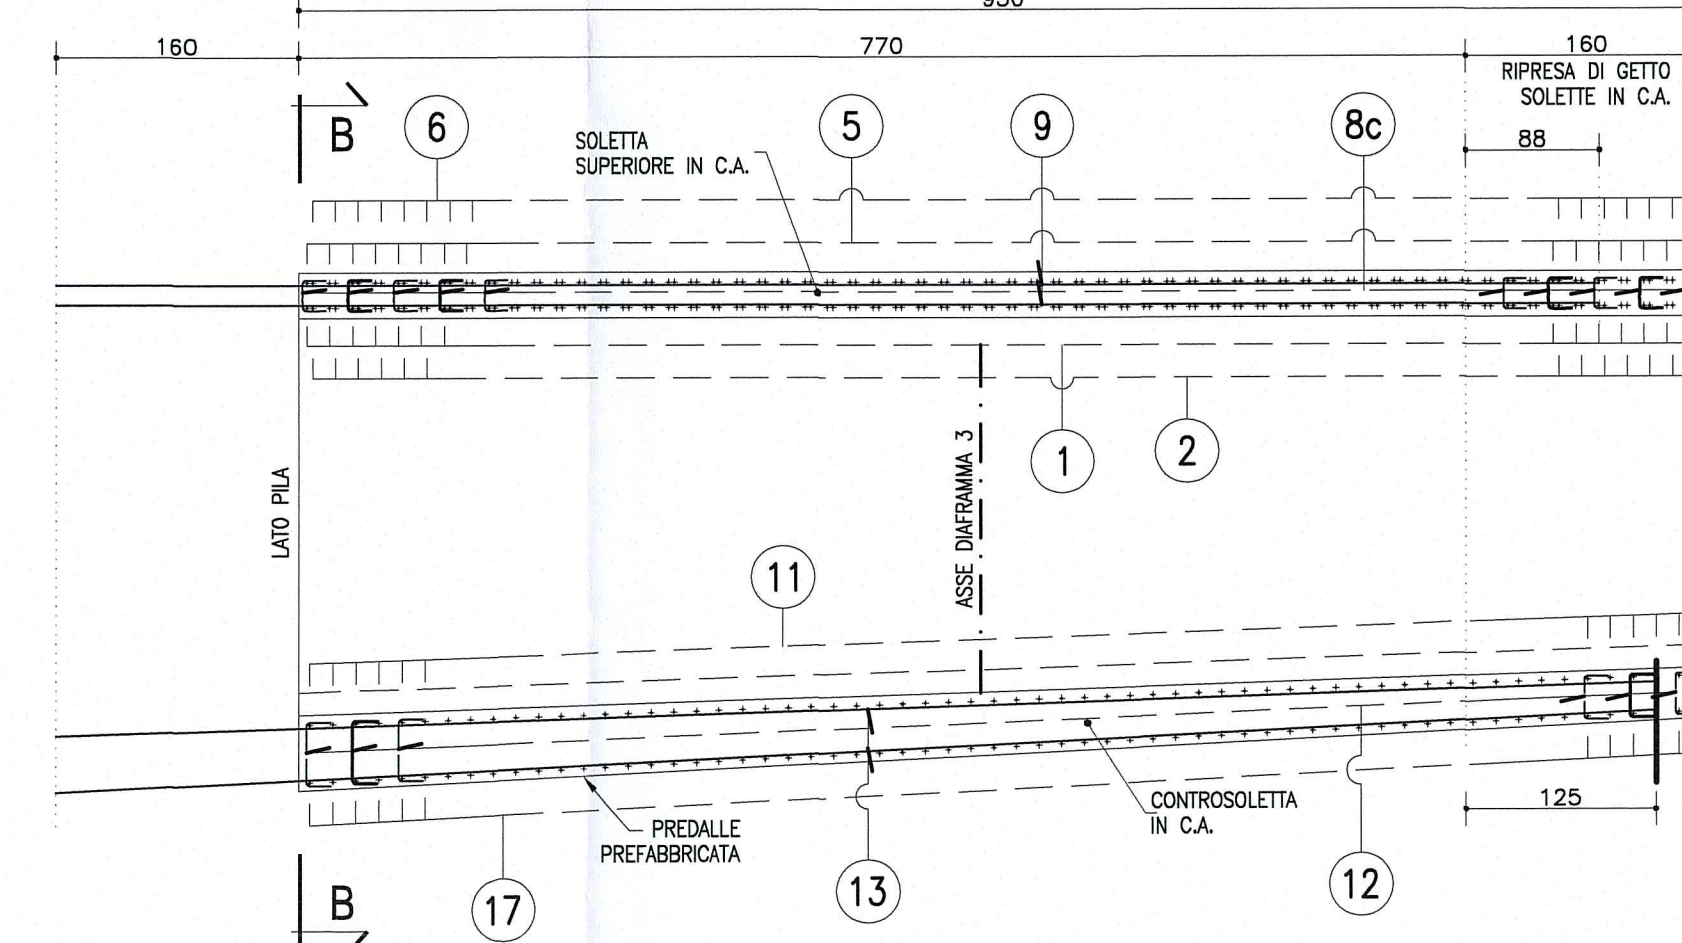 160
770
160
RIPRESA DI GETTO
SOLETTE IN C.A.
88
B
6
5
9
8c
SOLETTA
SUPERIORE IN C.A.
1
2
LATO PILA
ASSE DIAFRAMMA 3
11
PREDALLE
PREFABBRICATA
CONTROSOLETTA
IN C.A.
125
B
17
13
12